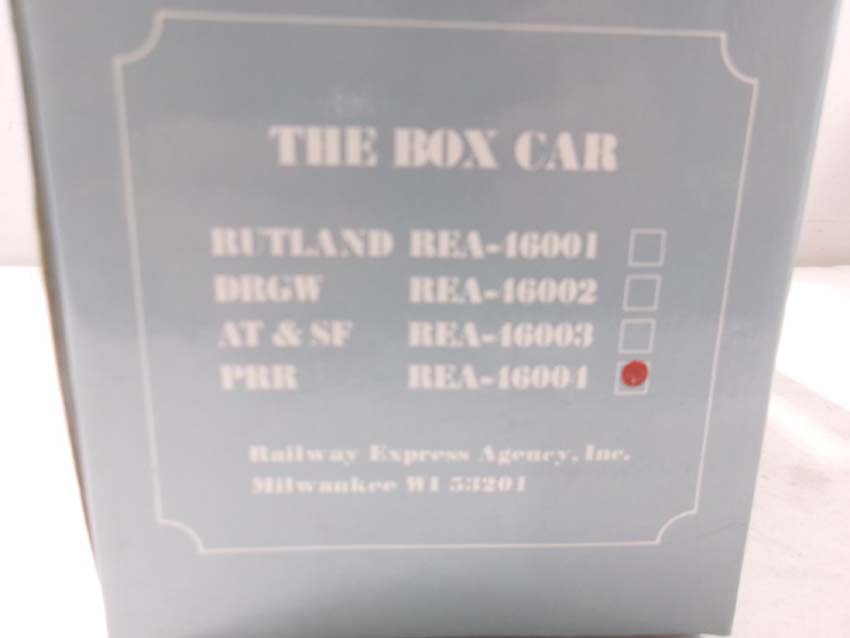 THE BOX CAR
RUTLAND REA-16001
DRGW REA-16002
AT & SF REA-16003
PRR REA-16004
Railway Express Agency, Inc.
Milwaukee WI 53201